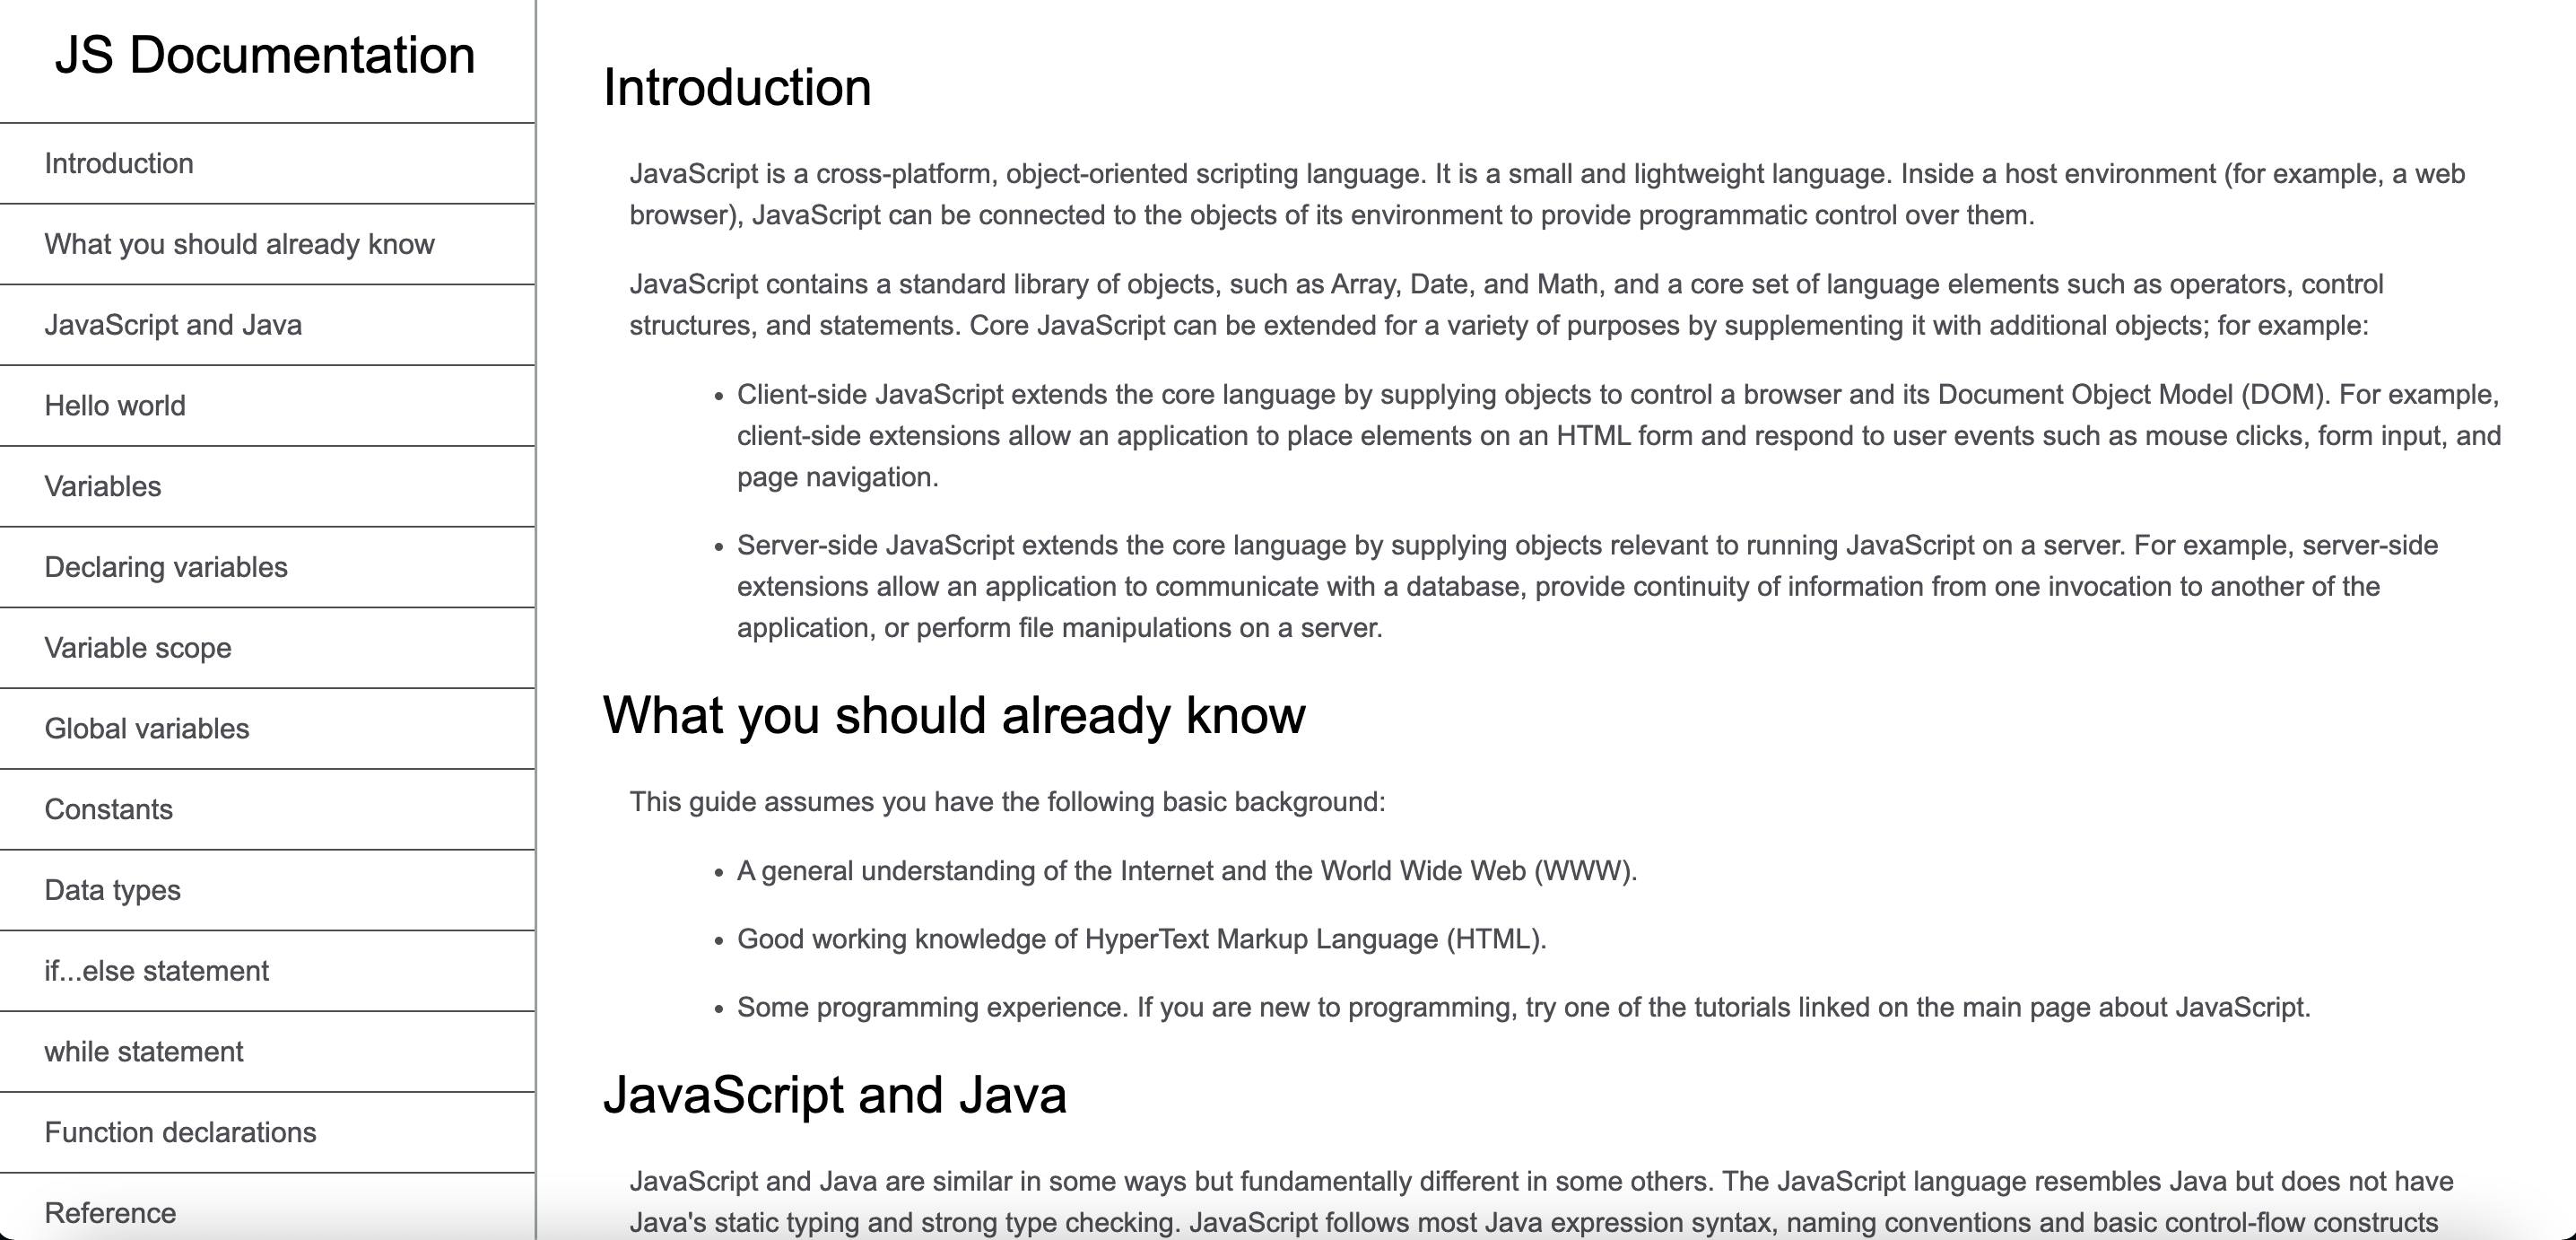 JS Documentation
Introduction
What you should already know
JavaScript and Java
Hello world
Variables
Declaring variables
Variable scope
Global variables
Constants
Data types
if...else statement
while statement
Function declarations
Reference
Introduction
JavaScript is a cross-platform, object-oriented scripting language. It is a small and lightweight language. Inside a host environment (for example, a web
browser), JavaScript can be connected to the objects of its environment to provide programmatic control over them.
JavaScript contains a standard library of objects, such as Array, Date, and Math, and a core set of language elements such as operators, control
structures, and statements. Core JavaScript can be extended for a variety of purposes by supplementing it with additional objects; for example:
• Client-side JavaScript extends the core language by supplying objects to control a browser and its Document Object Model (DOM). For example,
client-side extensions allow an application to place elements on an HTML form and respond to user events such as mouse clicks, form input, and
page navigation.
• Server-side JavaScript extends the core language by supplying objects relevant to running JavaScript on a server. For example, server-side
extensions allow an application to communicate with a database, provide continuity of information from one invocation to another of the
application, or perform file manipulations on a server.
What you should already know
This guide assumes you have the following basic background:
• A general understanding of the Internet and the World Wide Web (WWW).
• Good working knowledge of HyperText Markup Language (HTML).
• Some programming experience. If you are new to programming, try one of the tutorials linked on the main page about JavaScript.
JavaScript and Java
JavaScript and Java are similar in some ways but fundamentally different in some others. The JavaScript language resembles Java but does not have
Java's static typing and strong type checking. JavaScript follows most Java expression syntax, naming conventions and basic control-flow constructs